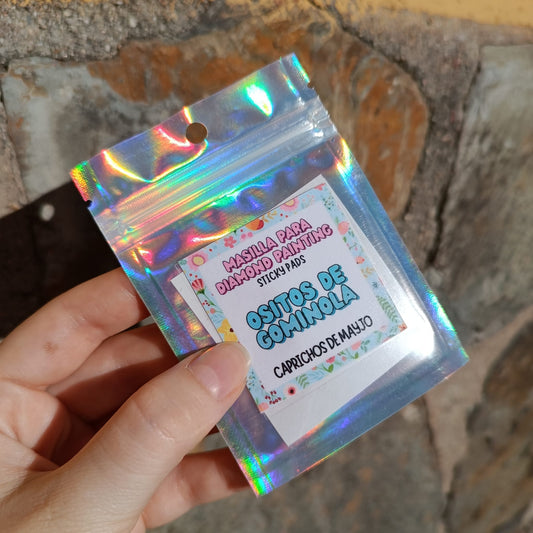 MASILLA PARA
DIAMOND PAINTING
STICKY PADS
OSITOS DE
GOMINOLA
CAPRICHOS DE MAYJO